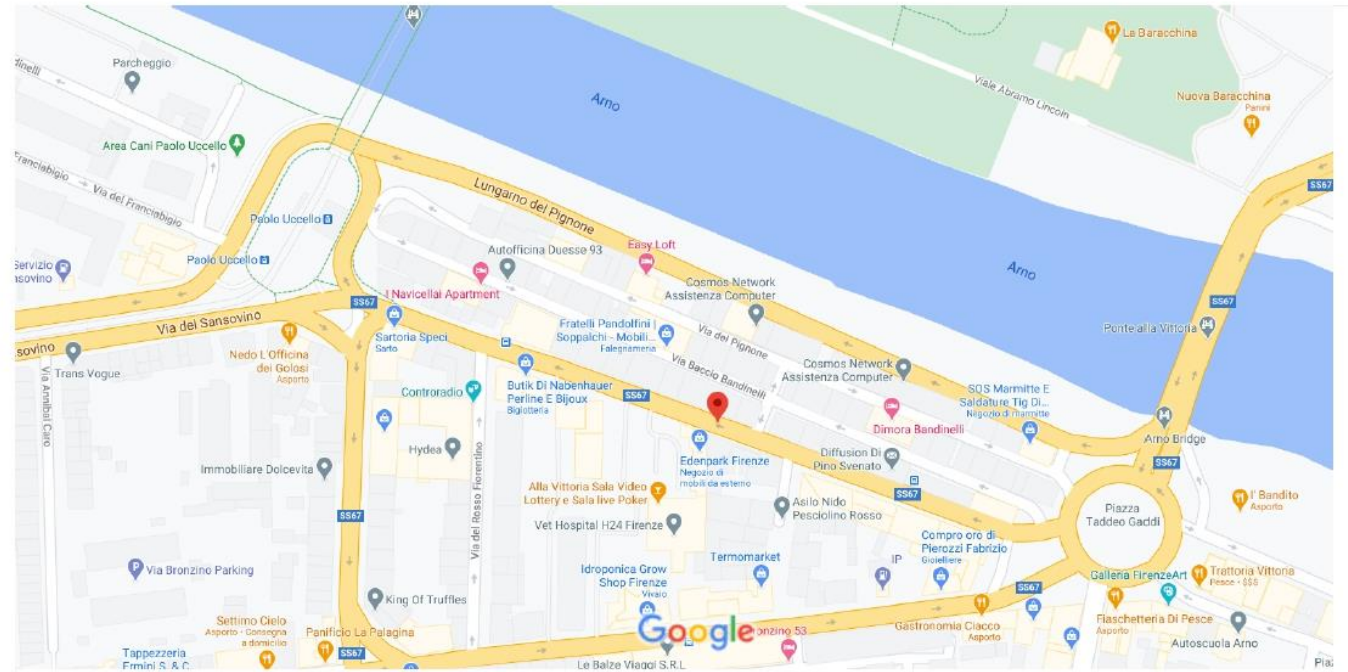 La Baracchina
Parcheggio
dinelli
Arno
Viale Abramo Lincoln
Nuova Baracchina
Panini
Area Cani Paolo Uccello
Franciabigio
Via del Franciabigio
SS67
Lungarno del Pignone
Paolo Uccello
Autofficina Duesse 93
Easy Loft
Paolo Uccello
Servizio
nsovino
Arno
I Navicellai Apartment
Cosmos Network
Assistenza Computer
SS67
SS67
Via del Sansovino
Sartoria Speci
Sarto
Fratelli Pandolfini |
Soppalchi - Mobili...
Falegnameria
Via del Pignone
Ponte alla Vittoria
nsovino
Trans Vogue
Nedo L'Officina
dei Golosi
Asporto
Via Baccio Bandinelli
Cosmos Network
Assistenza Computer
Via Annibal Caro
Controradio
Butik Di Nabenhauer
Perline E Bijoux
Bigiotteria
SS67
SOS Marmitte E
Saldature Tig Di...
Negozio di marmitte
Dimora Bandinelli
Arno Bridge
Hydea
Edenpark Firenze
Negozio di
mobili da esterno
Diffusion Di
Pino Svenato
SS67
Immobiliare Dolcevita
Via del Rosso Fiorentino
Alla Vittoria Sala Video
Lottery e Sala live Poker
SS67
I' Bandito
Asporto
SS67
Vet Hospital H24 Firenze
Asilo Nido
Pesciolino Rosso
Piazza
Taddeo Gaddi
Compro oro di
Pierozzi Fabrizio
Gioielliere
Termomarket
IP
Via Bronzino Parking
Idroponica Grow
Shop Firenze
Vivaio
Galleria FirenzeArt
Trattoria Vittoria
Pesce - $$$
King Of Truffles
SS67
Settimo Cielo
Asporto - Consegna
a domicilio
Panificio La Palagina
Google
ronzino 53
Gastronomia Ciacco
Asporto
Fiaschetteria Di Pesce
Asporto
Autoscuola Arno
Tappezzeria
Ermini S. & C.
SS67
Le Balze Viaggi S.R.L
Piaz